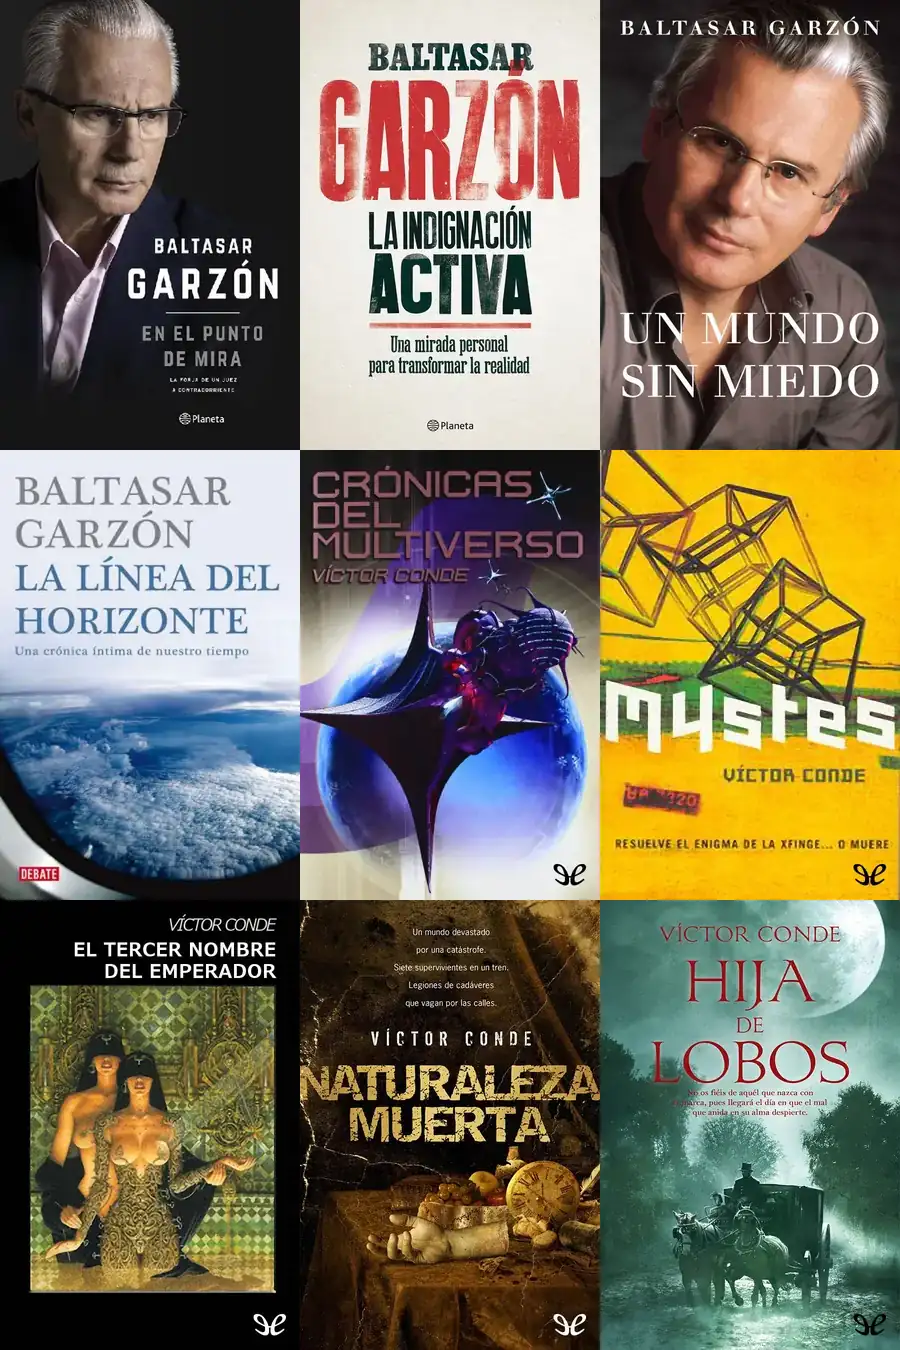 BALTASAR
GARZÓN
EN EL PUNTO
DE MIRA
LA FORJA DE UN JUEZ
A CONTRACORRIENTE
Planeta
BALTASAR
GARZÓN
LA INDIGNACIÓN
ACTIVA
Una mirada personal
para transformar la realidad
Planeta
BALTASAR GARZÓN
UN MUNDO
SIN MIEDO
BALTASAR
GARZÓN
LA LÍNEA DEL
HORIZONTE
Una crónica íntima de nuestro tiempo
DEBATE
CRÓNICAS
DEL
MULTIVERSO
VÍCTOR CONDE
Mystes
VÍCTOR CONDE
RESUELVE EL ENIGMA DE LA XFINGE... O MUERE
VÍCTOR CONDE
EL TERCER NOMBRE
DEL EMPERADOR
Un mundo devastado
por una catástrofe.
Siete supervivientes en un tren.
Legiones de cadáveres
que vagan por las calles.
VÍCTOR CONDE
NATURALEZA
MUERTA
VÍCTOR CONDE
HIJA
DE
LOBOS
No os fiéis de aquél que nazca con
marca, pues llegará el día en que el mal
que anida en su alma despierte.